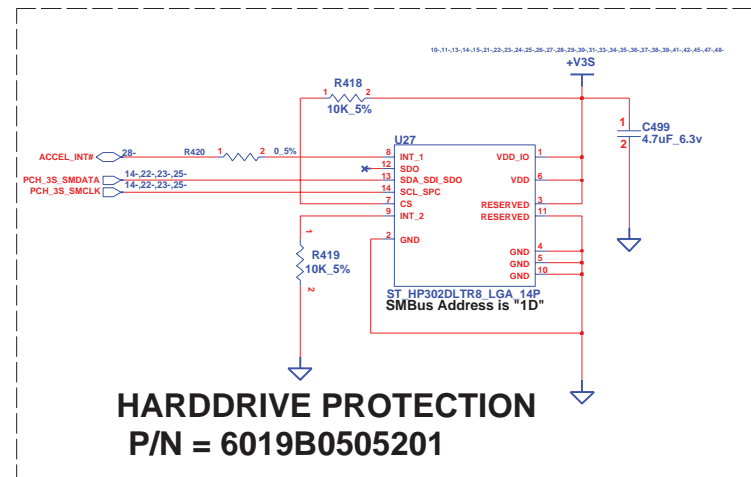 10-,11-,13-,14-,15-,21-,22-,23-,24-,25-,26-,27-,28-,29-,30-,31-,33-,34-,35-,36-,37-,38-,39-,41-,42-,45-,47-,48-
+V3S
R418
1 2
10K_5%
C499
1
4.7uF_6.3v
2
U27
ACCEL_INT# 28- R420 1 2 0_5% 8 INT_1 VDD_IO 1
12 SDO
PCH_3S_SMDATA 14-,22-,23-,25- 13 SDA_SDI_SDO VDD 6
PCH_3S_SMCLK 14-,22-,23-,25- 14 SCL_SPC
7 CS RESERVED 3
9 INT_2 RESERVED 11
2 GND
GND 4
GND 5
GND 10
1
R419
10K_5%
2
ST_HP302DLTR8_LGA_14P
SMBus Address is "1D"
HARDDRIVE PROTECTION
P/N = 6019B0505201